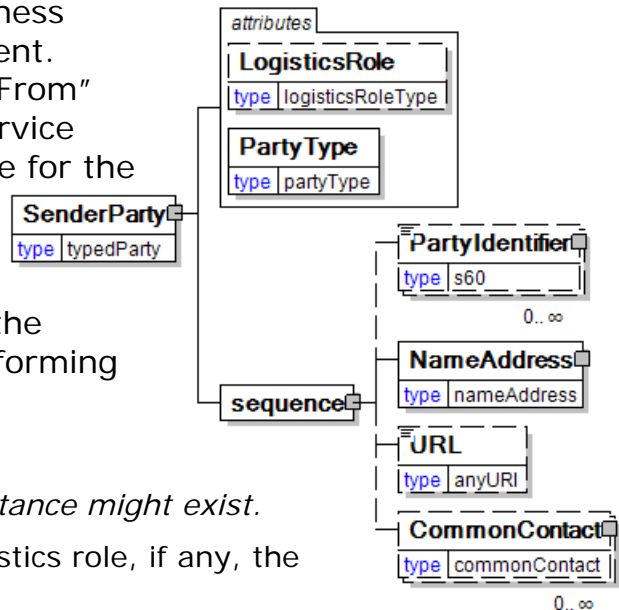 ness
ent.
From"
rvice
e for the
the
forming
tance might exist.
stics role, if any, the
attributes
LogisticsRole
type logisticsRoleType
PartyType
type partyType
SenderParty
type typedParty
sequence
PartyIdentifier
type s60
0..∞
NameAddress
type nameAddress
URL
type anyURI
CommonContact
type commonContact
0..∞